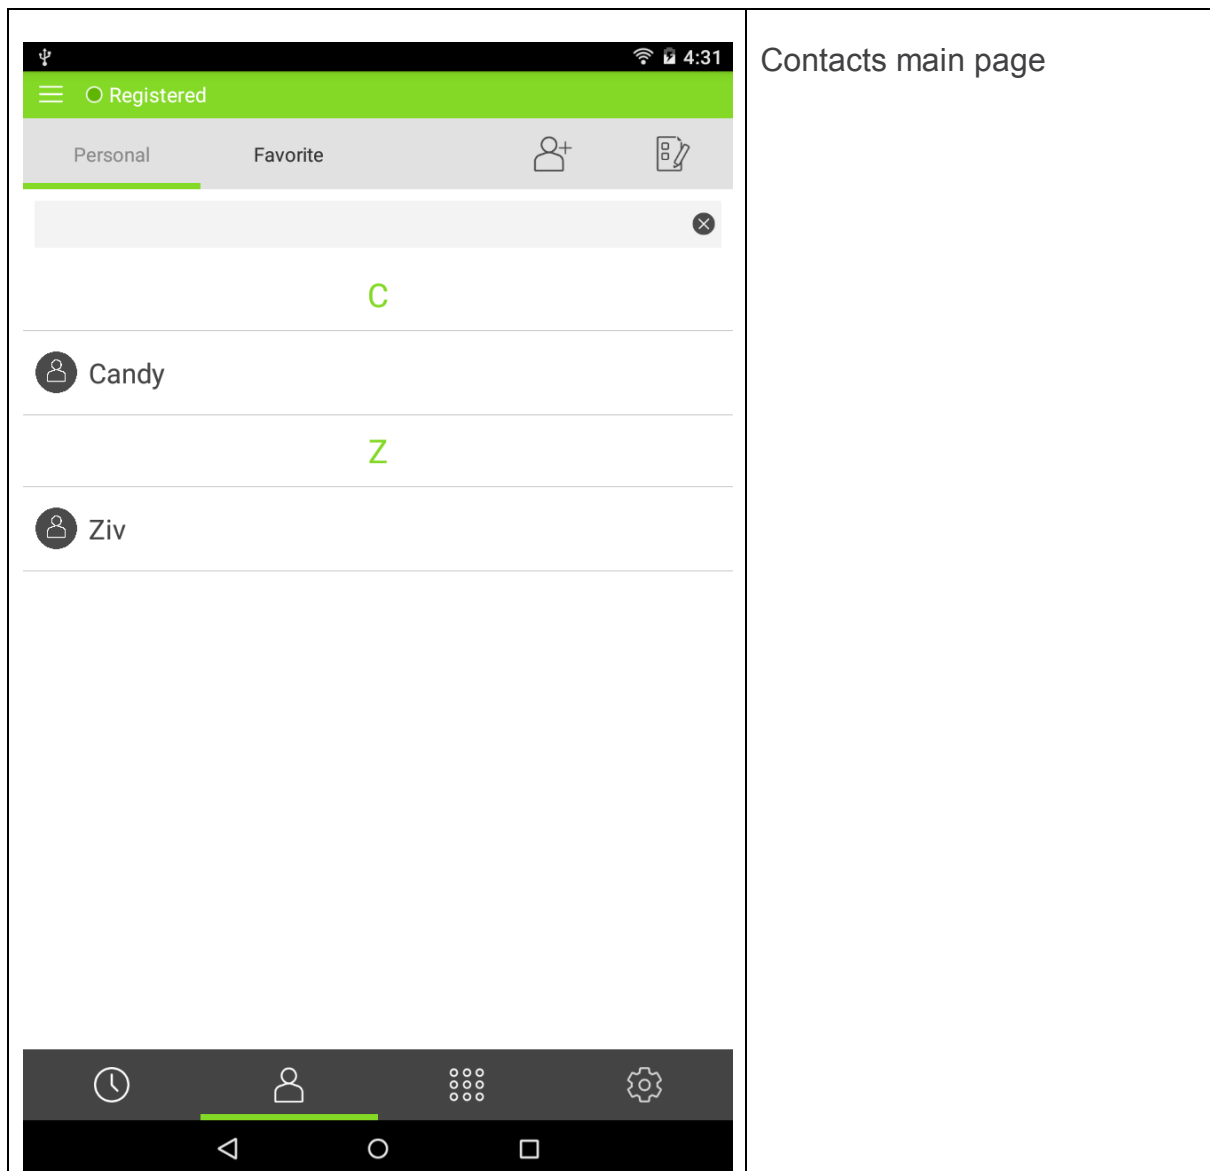 4:31
Registered
Personal Favorite
C
Candy
Z
Ziv
Contacts main page